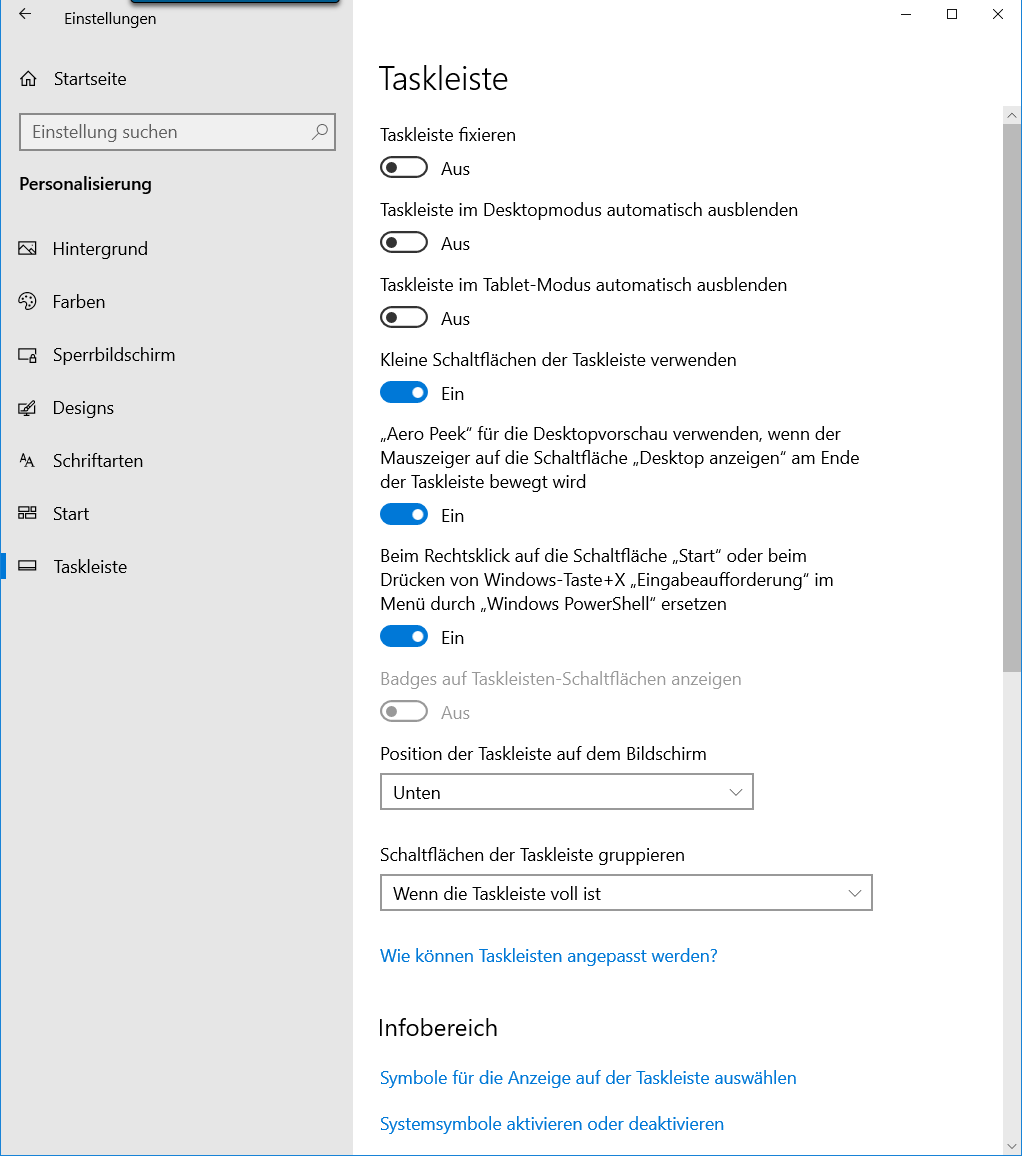 Einstellungen
Startseite
Einstellung suchen
Personalisierung
Hintergrund
Farben
Sperrbildschirm
Designs
Schriftarten
Start
Taskleiste
Taskleiste
Taskleiste fixieren
Aus
Taskleiste im Desktopmodus automatisch ausblenden
Aus
Taskleiste im Tablet-Modus automatisch ausblenden
Aus
Kleine Schaltflächen der Taskleiste verwenden
Ein
„Aero Peek“ für die Desktopvorschau verwenden, wenn der
Mauszeiger auf die Schaltfläche „Desktop anzeigen“ am Ende
der Taskleiste bewegt wird
Ein
Beim Rechtsklick auf die Schaltfläche „Start“ oder beim
Drücken von Windows-Taste+X „Eingabeaufforderung“ im
Menü durch „Windows PowerShell“ ersetzen
Ein
Badges auf Taskleisten-Schaltflächen anzeigen
Aus
Position der Taskleiste auf dem Bildschirm
Unten
Schaltflächen der Taskleiste gruppieren
Wenn die Taskleiste voll ist
Wie können Taskleisten angepasst werden?
Infobereich
Symbole für die Anzeige auf der Taskleiste auswählen
Systemsymbole aktivieren oder deaktivieren